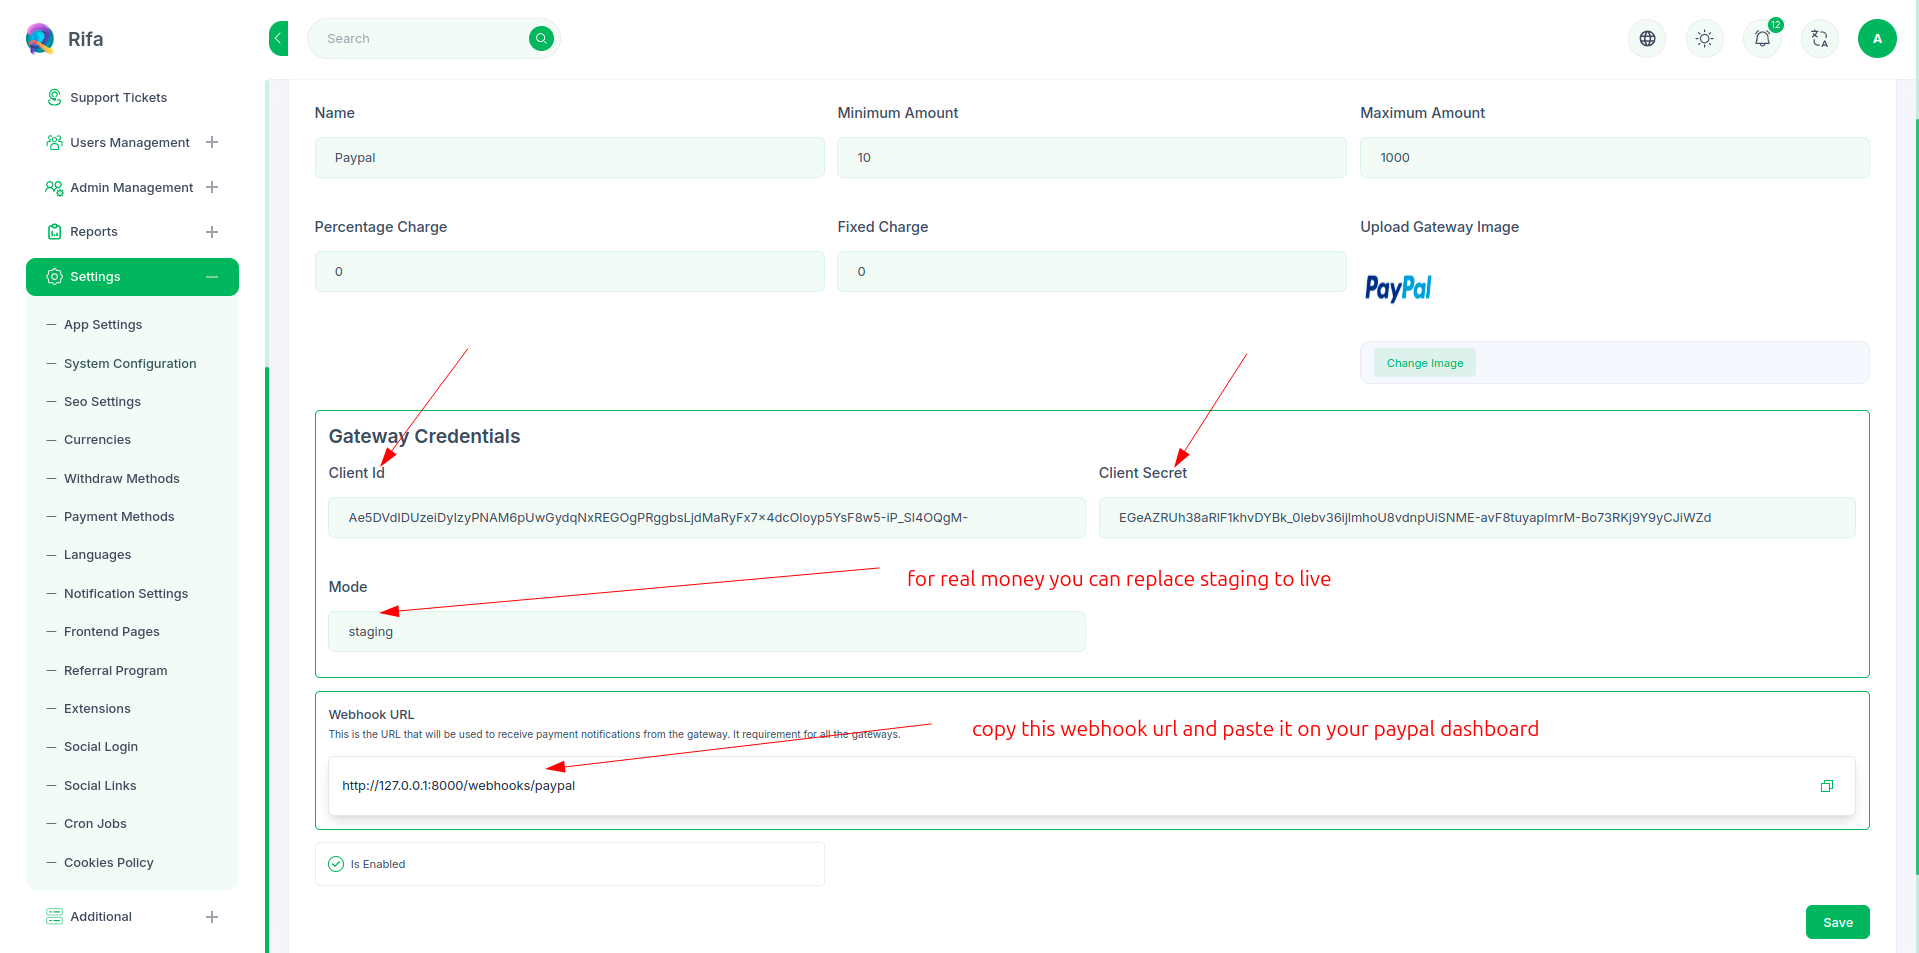 Rifa
Search
12
A
Support Tickets
Users Management
Admin Management
Reports
Settings
App Settings
System Configuration
Seo Settings
Currencies
Withdraw Methods
Payment Methods
Languages
Notification Settings
Frontend Pages
Referral Program
Extensions
Social Login
Social Links
Cron Jobs
Cookies Policy
Additional
Name
Minimum Amount
Maximum Amount
Paypal
10
1000
Percentage Charge
Fixed Charge
Upload Gateway Image
0
0
PayPal
Change Image
Gateway Credentials
Client Id
Client Secret
Ae5DVdIDUzeiDyIzyPNAM6pUwGydqNxREGOgPRggbsLjdMaRyFx7x4dcOloyp5YsF8w5-iP_SI4OQgM-
EGeAZRUh38aRlF1khvDYBk_0Iebv36ijlmhoU8vdnpUiSNME-avF8tuyaplmrM-Bo73RKj9Y9yCJiWZd
Mode
for real money you can replace staging to live
staging
Webhook URL
This is the URL that will be used to receive payment notifications from the gateway. It requirement for all the gateways.
copy this webhook url and paste it on your paypal dashboard
http://127.0.0.1:8000/webhooks/paypal
Is Enabled
Save